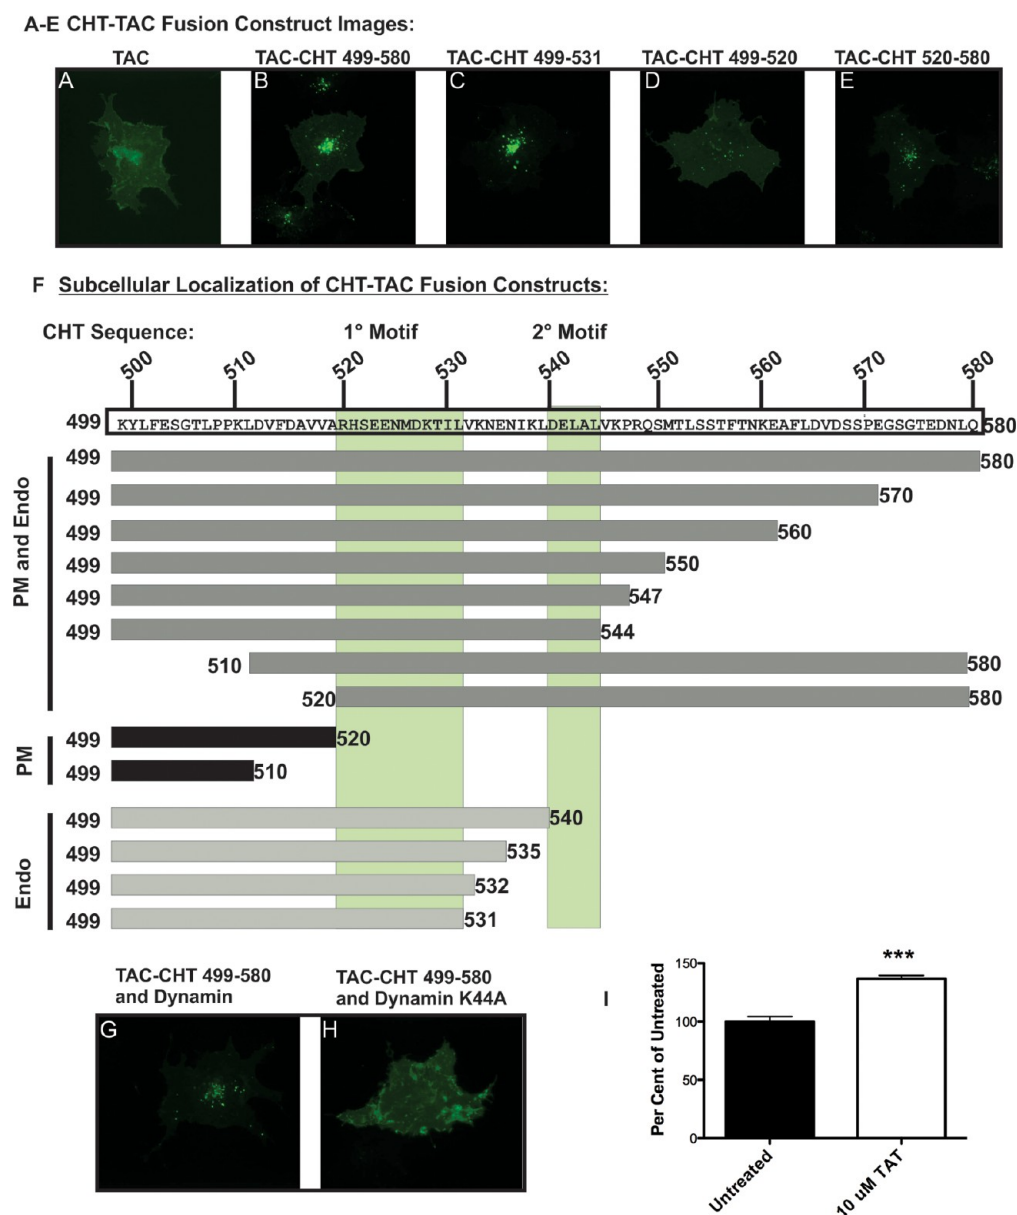 A-E CHT-TAC Fusion Construct Images:
TAC TAC-CHT 499-580 TAC-CHT 499-531 TAC-CHT 499-520 TAC-CHT 520-580
A B C D E
F Subcellular Localization of CHT-TAC Fusion Constructs:
CHT Sequence: 1° Motif 2° Motif
500 510 520 530 540 550 560 570 580
499 KYLFESGTLPPKLDVFDAVVARHSEENMDKTILVKNENIKLDELALVKPRQSMTLSSTFTNKEAFLDVDSSPEGSGTEDNLQ 580
PM and Endo
499 580
499 570
499 560
499 550
499 547
499 544
510 580
520 580
PM
499 520
499 510
Endo
499 540
499 535
499 532
499 531
TAC-CHT 499-580
and Dynamin
TAC-CHT 499-580
and Dynamin K44A
G H
I
Per Cent of Untreated
150
100
50
0
***
Untreated
10 uM TAT